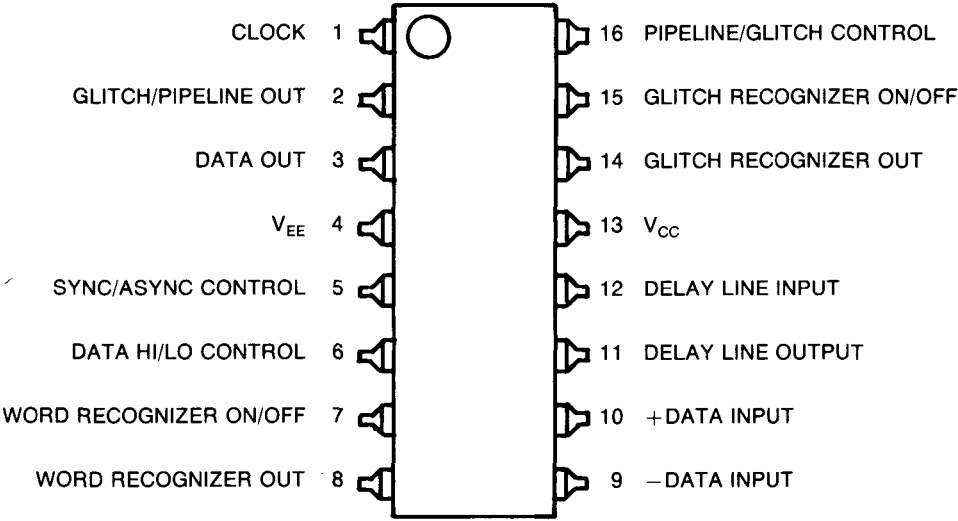 CLOCK 1 16 PIPELINE/GLITCH CONTROL
GLITCH/PIPELINE OUT 2 15 GLITCH RECOGNIZER ON/OFF
DATA OUT 3 14 GLITCH RECOGNIZER OUT
VEE 4 13 VCC
SYNC/ASYNC CONTROL 5 12 DELAY LINE INPUT
DATA HI/LO CONTROL 6 11 DELAY LINE OUTPUT
WORD RECOGNIZER ON/OFF 7 10 +DATA INPUT
WORD RECOGNIZER OUT 8 9 −DATA INPUT